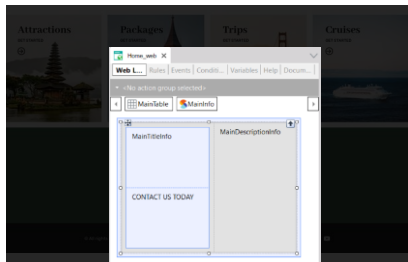 Attractions
Packages
Trips
Cruises
Home_web
Web L...
Rules
Events
Conditi...
Variables
Help
Docum...
<No action group selected>
MainTable
MainInfo
MainTitleInfo
MainDescriptionInfo
CONTACT US TODAY